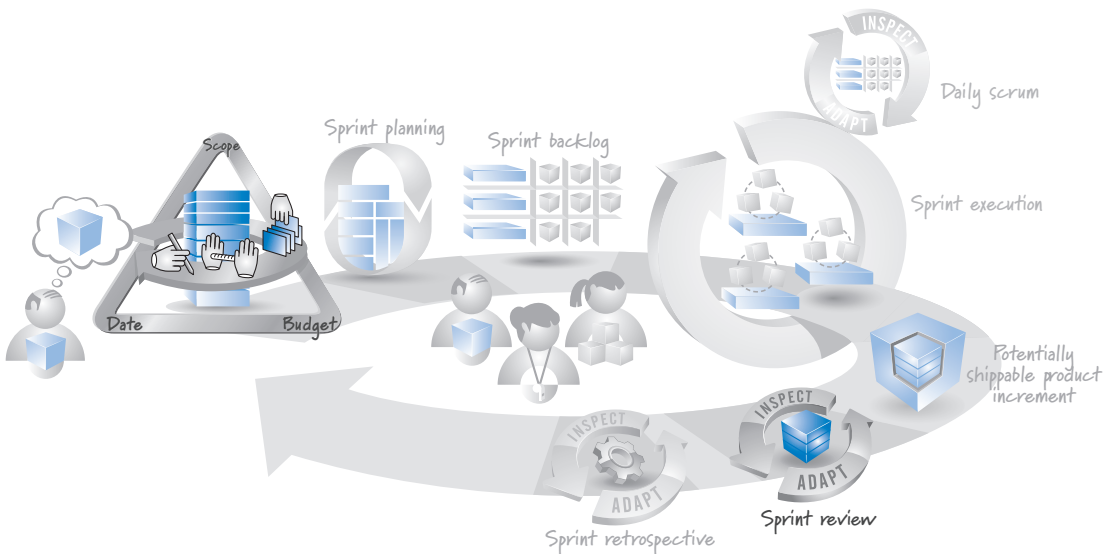 INSPECT
ADAPT
Daily scrum
Sprint planning
Sprint backlog
Scope
Date
Budget
Sprint execution
Potentially
shippable product
increment
INSPECT
ADAPT
Sprint review
INSPECT
ADAPT
Sprint retrospective